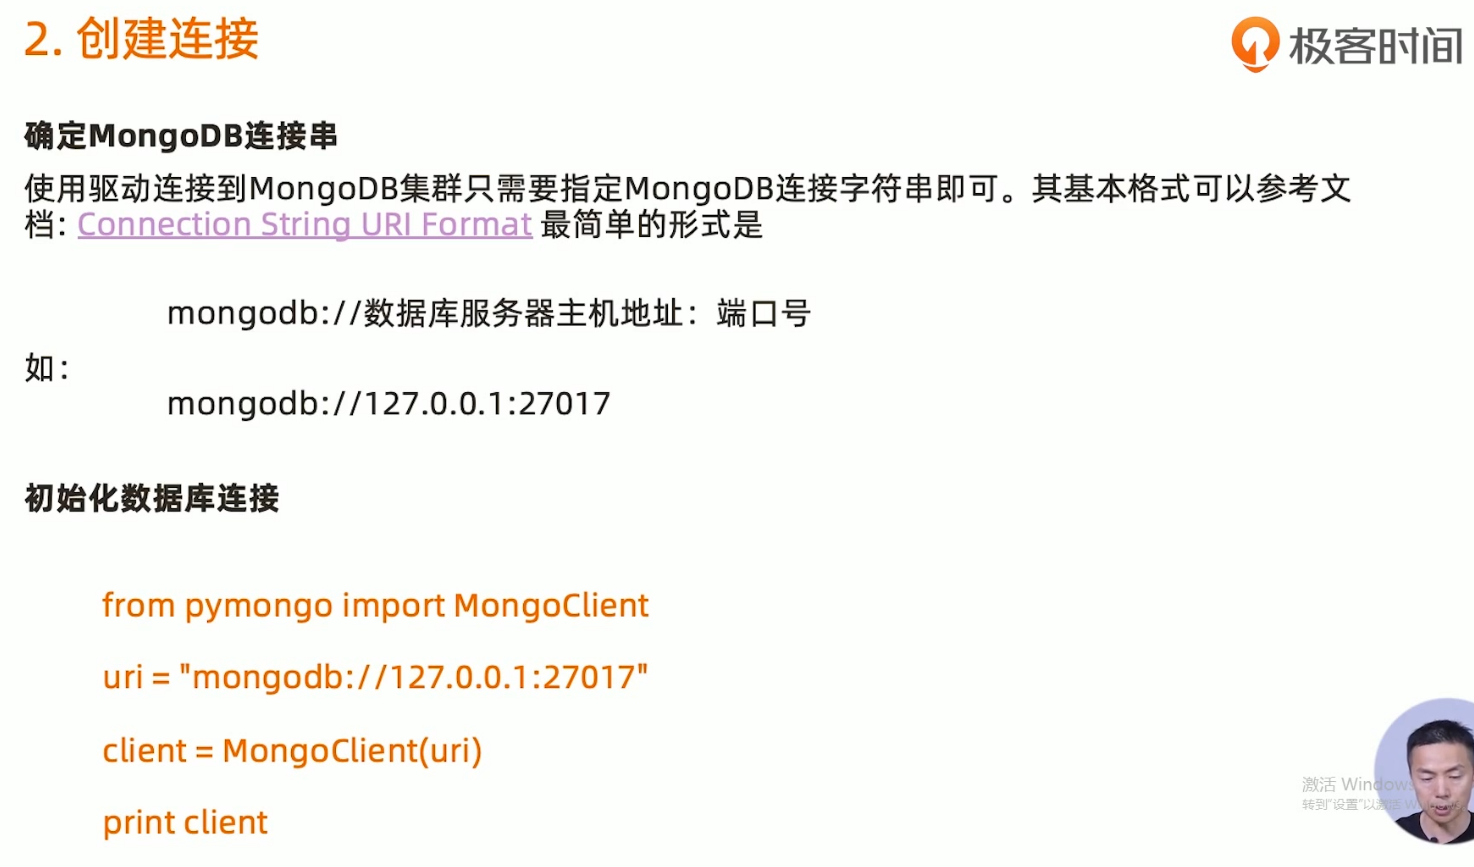 2. 创建连接
极客时间
确定MongoDB连接串
使用驱动连接到MongoDB集群只需要指定MongoDB连接字符串即可。其基本格式可以参考文
档: Connection String URI Format 最简单的形式是
mongodb://数据库服务器主机地址：端口号
如：
mongodb://127.0.0.1:27017
初始化数据库连接
from pymongo import MongoClient
uri = "mongodb://127.0.0.1:27017"
client = MongoClient(uri)
print client
激活 Windows
转到"设置"以激活